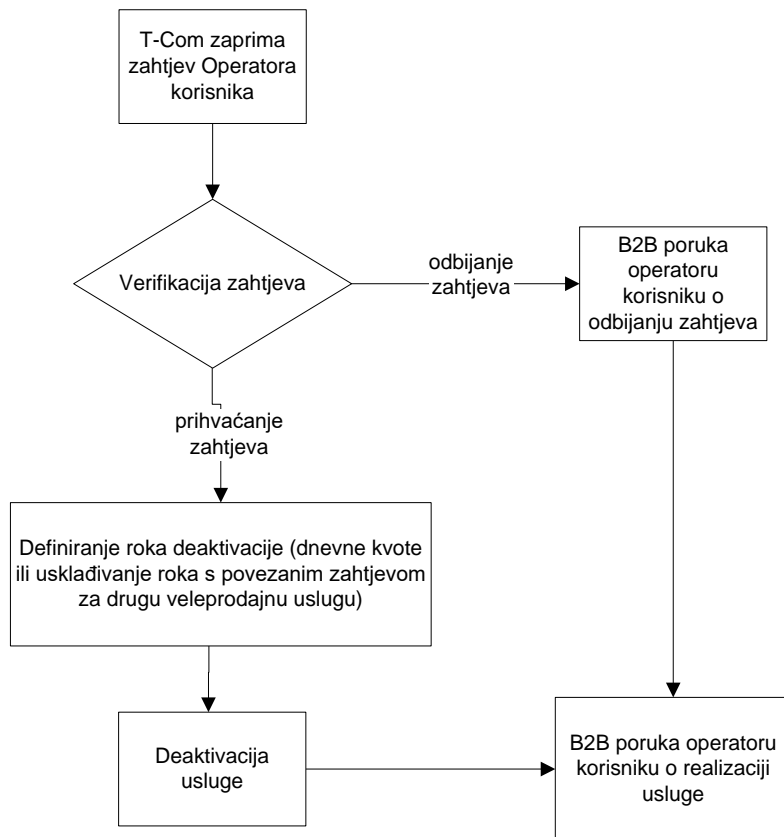 T-Com zaprima
zahtjev Operatora
korisnika
Verifikacija zahtjeva
odbijanje
zahtjeva
B2B poruka
operatoru
korisniku o
odbijanju zahtjeva
prihvaćanje
zahtjeva
Definiranje roka deaktivacije (dnevne kvote
ili usklađivanje roka s povezanim zahtjevom
za drugu veleprodajnu uslugu)
Deaktivacija
usluge
B2B poruka operatoru
korisniku o realizaciji
usluge